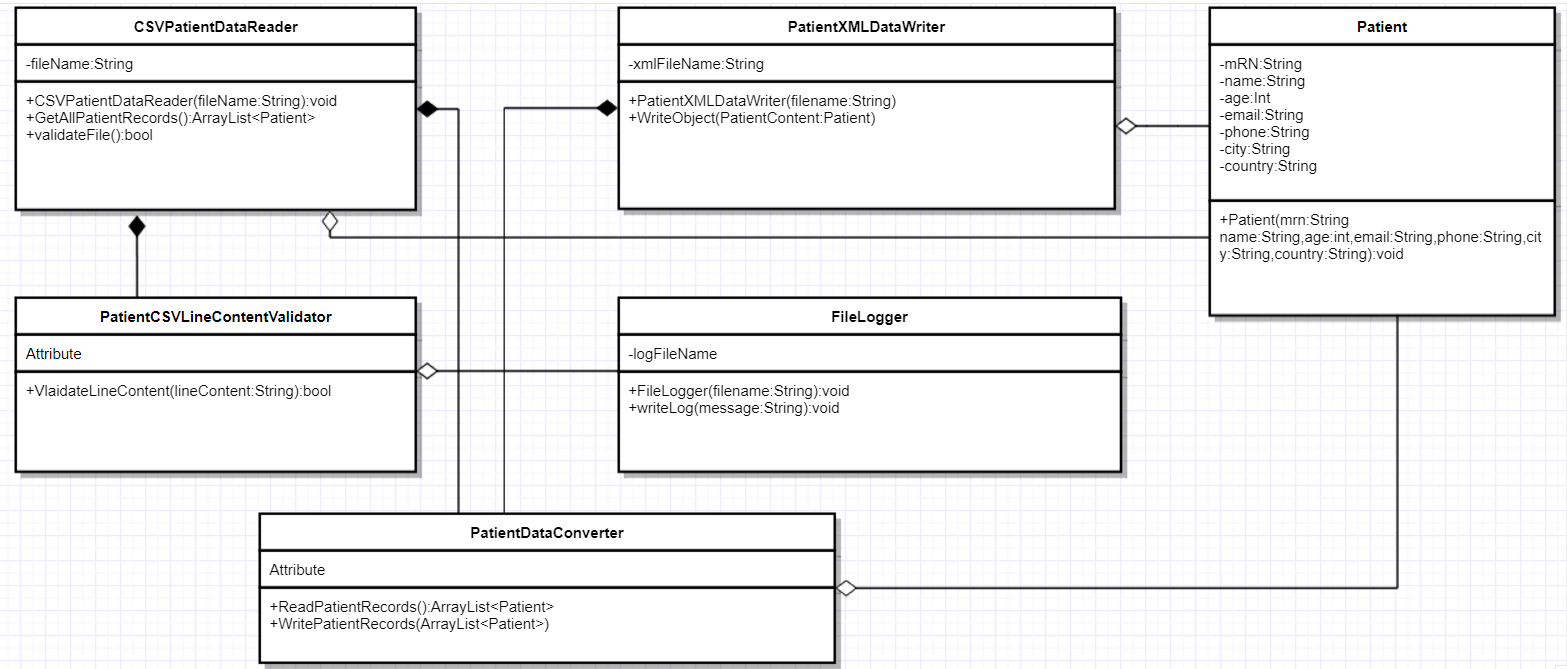 CSVPatientDataReader
-fileName:String
+CSVPatientDataReader(fileName:String):void
+GetAllPatientRecords():ArrayList<Patient>
+validateFile():bool
PatientXMLDataWriter
-xmlFileName:String
+PatientXMLDataWriter(filename:String)
+WriteObject(PatientContent:Patient)
Patient
-mRN:String
-name:String
-age:Int
-email:String
-phone:String
-city:String
-country:String
+Patient(mrn:String
name:String,age:int,email:String,phone:String,cit
y:String,country:String):void
PatientCSVLineContentValidator
Attribute
+VlaidateLineContent(lineContent:String):bool
FileLogger
-logFileName
+FileLogger(filename:String):void
+writeLog(message:String):void
PatientDataConverter
Attribute
+ReadPatientRecords():ArrayList<Patient>
+WritePatientRecords(ArrayList<Patient>)